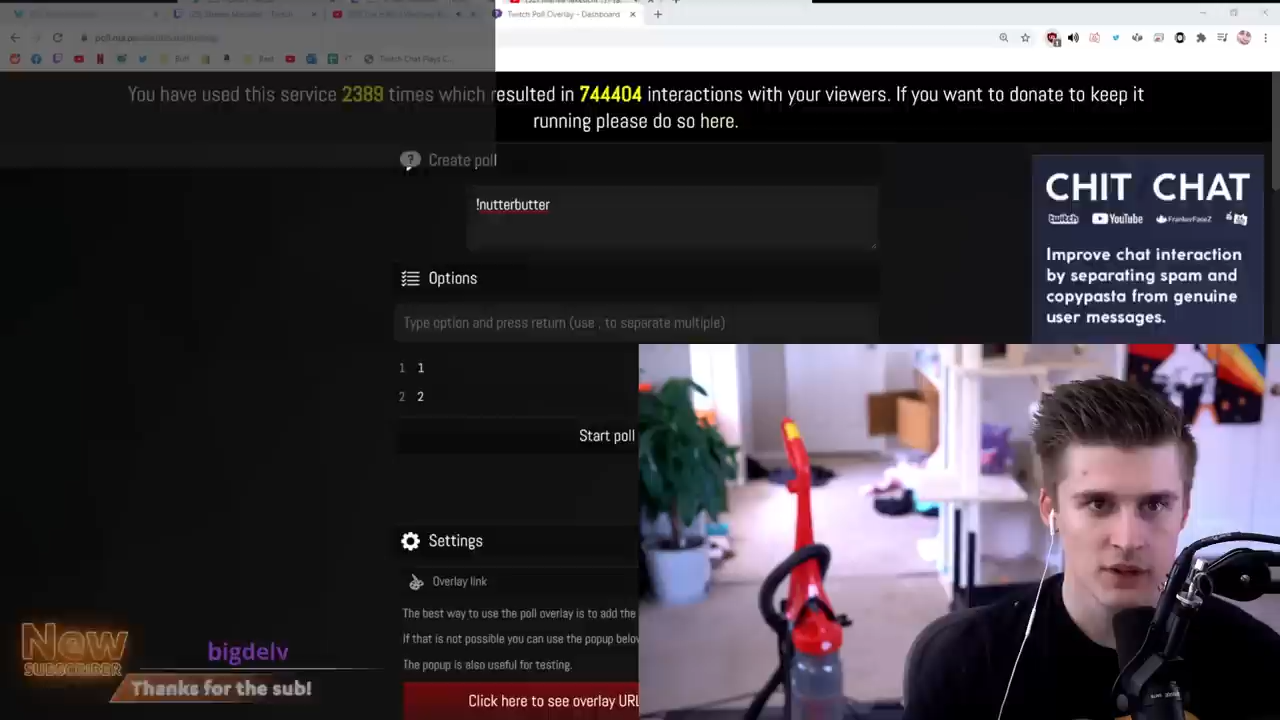 Twitch Poll Overlay - Dashboard
You have used this service 2389 times which resulted in 744404 interactions with your viewers. If you want to donate to keep it
running please do so here.
Create poll
!nutterbutter
Options
Type option and press return (use , to separate multiple)
1 1
2 2
Start poll
Settings
Overlay link
The best way to use the poll overlay is to add the
If that is not possible you can use the popup below
The popup is also useful for testing.
Click here to see overlay URL
CHIT CHAT
twitch YouTube FrankerFaceZ
Improve chat interaction
by separating spam and
copypasta from genuine
user messages.
New
SUBSCRIBER
bigdelv
Thanks for the sub!